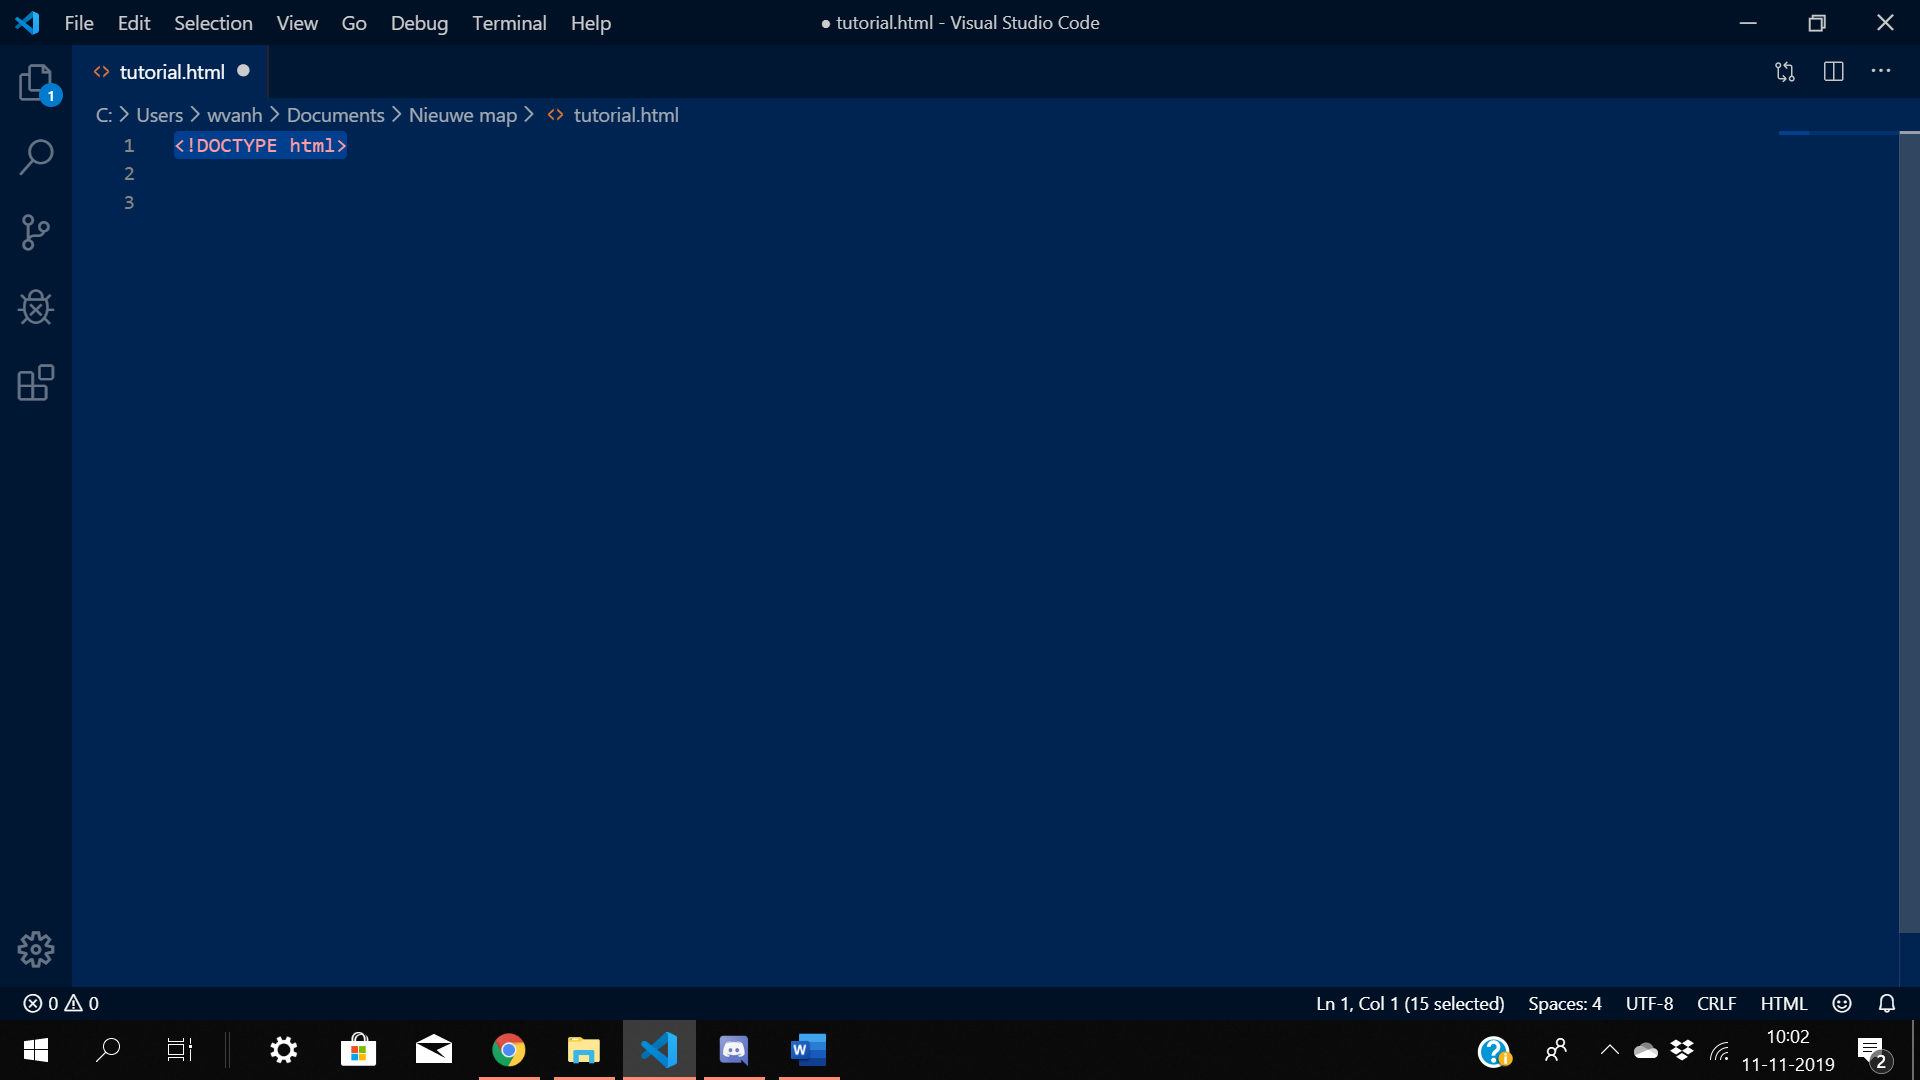 File Edit Selection View Go Debug Terminal Help ● tutorial.html - Visual Studio Code
tutorial.html
1
C: > Users > wvanh > Documents > Nieuwe map > tutorial.html
1 <!DOCTYPE html>
2
3
0 0 Ln 1, Col 1 (15 selected) Spaces: 4 UTF-8 CRLF HTML
W
10:02
11-11-2019
2